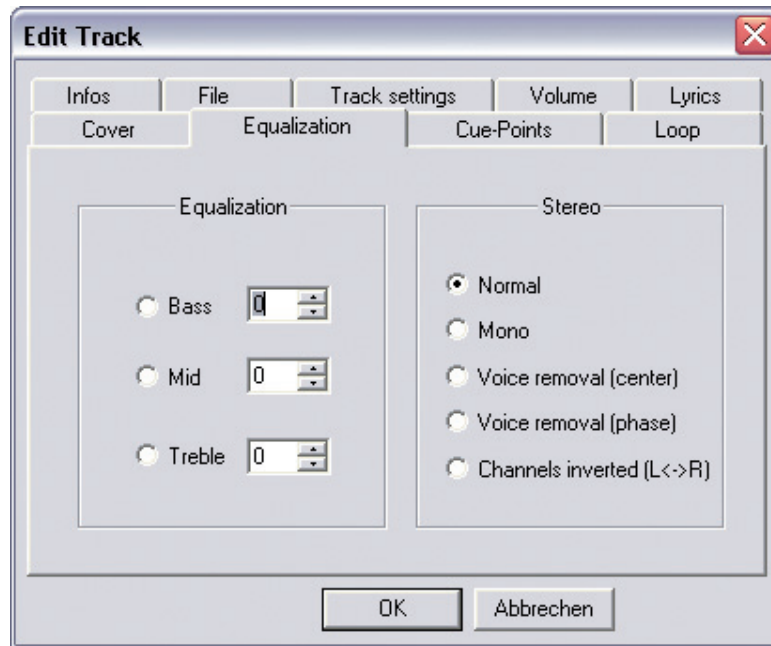 Edit Track
Infos File Track settings Volume Lyrics
Cover Equalization Cue-Points Loop
Equalization
Bass 0
Mid 0
Treble 0
Stereo
Normal
Mono
Voice removal (center)
Voice removal (phase)
Channels inverted (L<->R)
OK Abbrechen